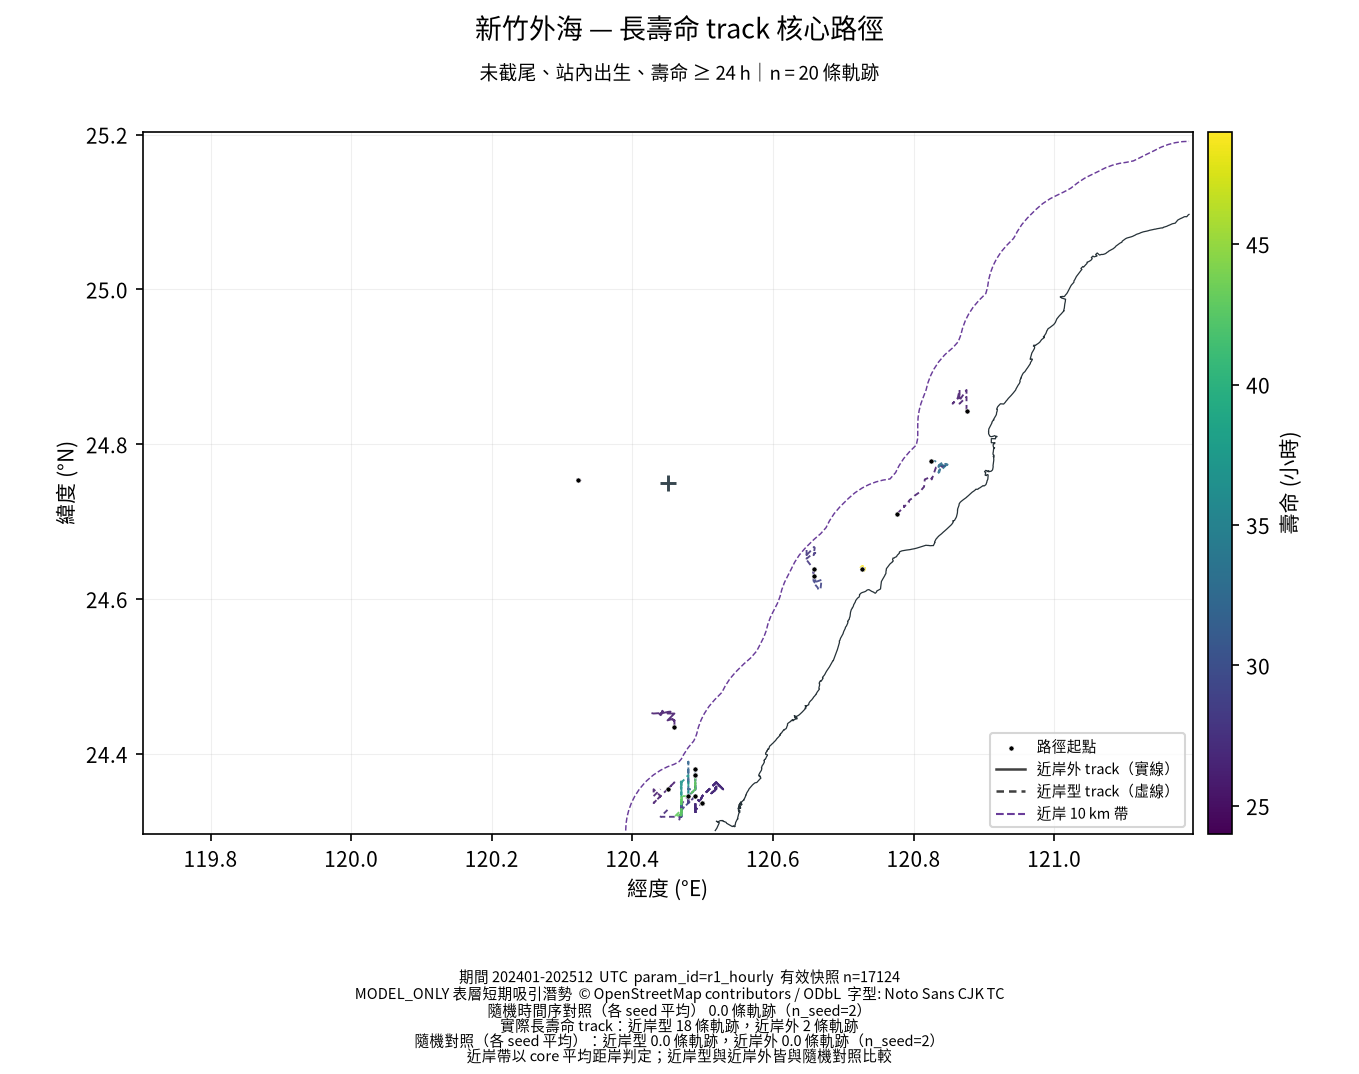 新竹外海 — 長壽命 track 核心路徑
未截尾、站內出生、壽命 ≥ 24 h｜n = 20 條軌跡
25.2
25.0
24.8
24.6
24.4
緯度 (°N)
119.8
120.0
120.2
120.4
120.6
120.8
121.0
經度 (°E)
45
40
35
30
25
壽命 (小時)
路徑起點
近岸外 track（實線）
近岸型 track（虛線）
近岸 10 km 帶
期間 202401-202512 UTC param_id=r1_hourly 有效快照 n=17124
MODEL_ONLY 表層短期吸引潛勢 © OpenStreetMap contributors / ODbL 字型: Noto Sans CJK TC
隨機時間序對照（各 seed 平均） 0.0 條軌跡（n_seed=2）
實際長壽命 track：近岸型 18 條軌跡，近岸外 2 條軌跡
隨機對照（各 seed 平均）：近岸型 0.0 條軌跡，近岸外 0.0 條軌跡（n_seed=2）
近岸帶以 core 平均距岸判定；近岸型與近岸外皆與隨機對照比較